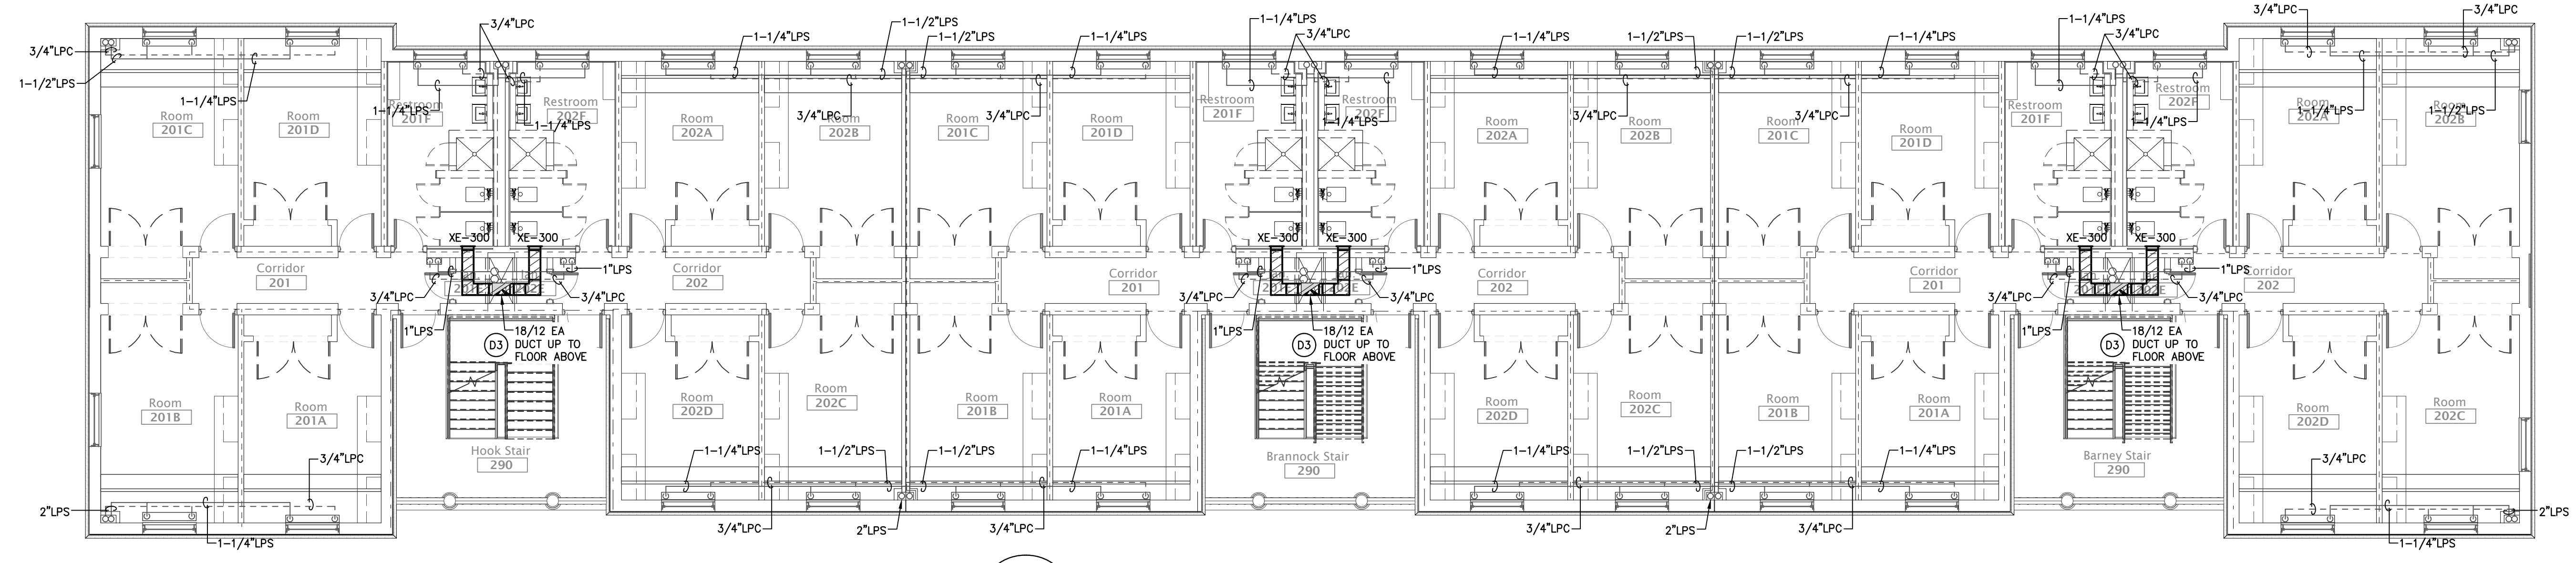 3/4"LPC
1-1/2"LPS
3/4"LPC
1-1/4"LPS
1-1/4"LPS
1-1/2"LPS
1-1/2"LPS
1-1/4"LPS
1-1/4"LPS
3/4"LPC
1-1/4"LPS
1-1/2"LPS
1-1/2"LPS
1-1/4"LPS
1-1/4"LPS
3/4"LPC
3/4"LPC
3/4"LPC
1-1/4"LPS
1-1/4"LPS
3/4"LPC
3/4"LPC
1-1/4"LPS
3/4"LPC
3/4"LPC
1-1/4"LPS
1-1/4"LPS
1-1/2"LPS
Room
201C
Room
201D
Restroom
201F
Restroom
202F
Room
202A
Room
202B
Room
201C
Room
201D
Restroom
201F
Restroom
202F
Room
202A
Room
202B
Room
201C
Room
201D
Restroom
201F
Restroom
202F
Room
202A
Room
202B
XE-300
XE-300
XE-300
XE-300
XE-300
XE-300
Corridor
201
3/4"LPC
1"LPS
1"LPS
3/4"LPC
Corridor
202
Corridor
201
3/4"LPC
1"LPS
1"LPS
3/4"LPC
Corridor
202
Corridor
201
3/4"LPC
1"LPS
1"LPS
3/4"LPC
Corridor
202
D3
18/12 EA
DUCT UP TO
FLOOR ABOVE
D3
18/12 EA
DUCT UP TO
FLOOR ABOVE
D3
18/12 EA
DUCT UP TO
FLOOR ABOVE
Room
201B
Room
201A
Room
202D
Room
202C
Room
201B
Room
201A
Room
202D
Room
202C
Room
201B
Room
201A
Room
202D
Room
202C
Hook Stair
290
Brannock Stair
290
Barney Stair
290
3/4"LPC
1-1/4"LPS
1-1/2"LPS
1-1/2"LPS
1-1/4"LPS
1-1/4"LPS
1-1/2"LPS
1-1/2"LPS
1-1/4"LPS
3/4"LPC
2"LPS
1-1/4"LPS
3/4"LPC
2"LPS
3/4"LPC
3/4"LPC
2"LPS
3/4"LPC
2"LPS
1-1/4"LPS